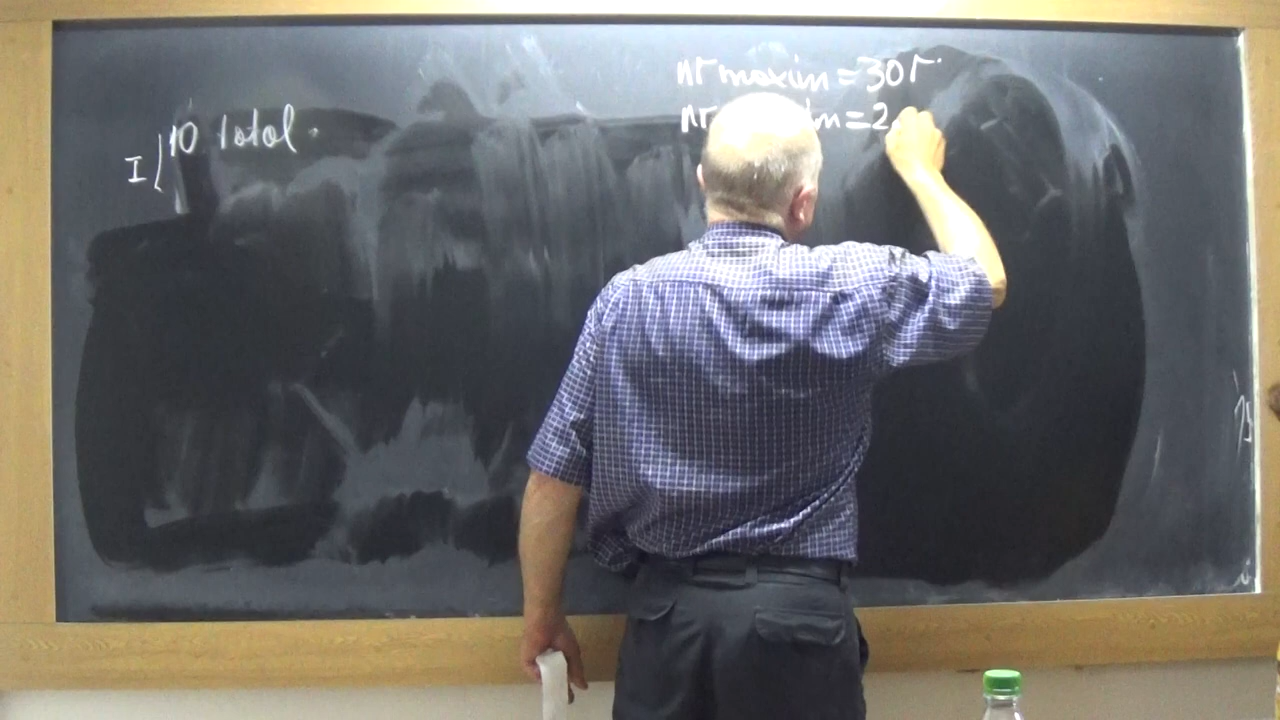 nr maxim = 30 r.
nr = 2
I 10 total.